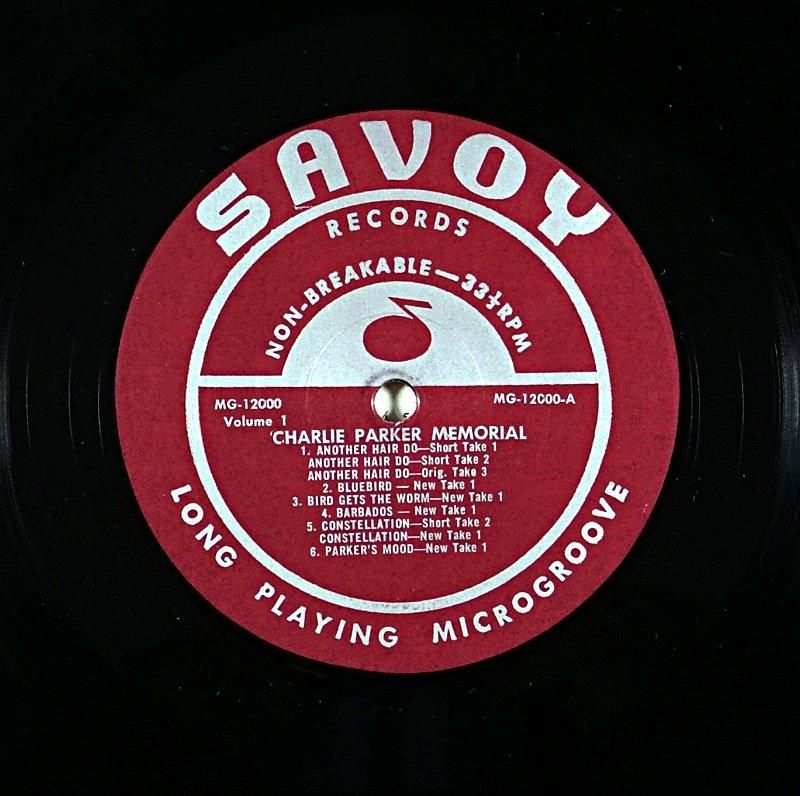 SAVOY
RECORDS
NON-BREAKABLE—33⅓RPM
MG-12000
MG-12000-A
Volume 1
CHARLIE PARKER MEMORIAL
1. ANOTHER HAIR DO—Short Take 1
ANOTHER HAIR DO—Short Take 2
ANOTHER HAIR DO—Orig. Take 3
2. BLUEBIRD — New Take 1
3. BIRD GETS THE WORM—New Take 1
4. BARBADOS — New Take 1
5. CONSTELLATION—Short Take 2
CONSTELLATION—New Take 1
6. PARKER'S MOOD—New Take 1
LONG PLAYING MICROGROOVE